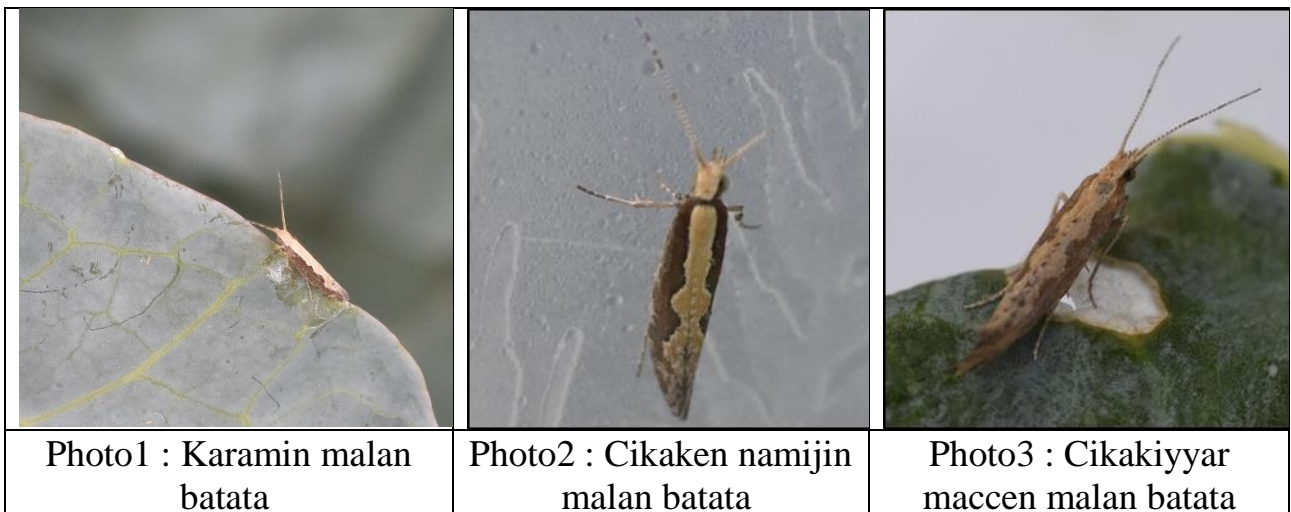 Photo1 : Karamin malan
batata
Photo2 : Cikaken namijin
malan batata
Photo3 : Cikakiyyar
maccen malan batata